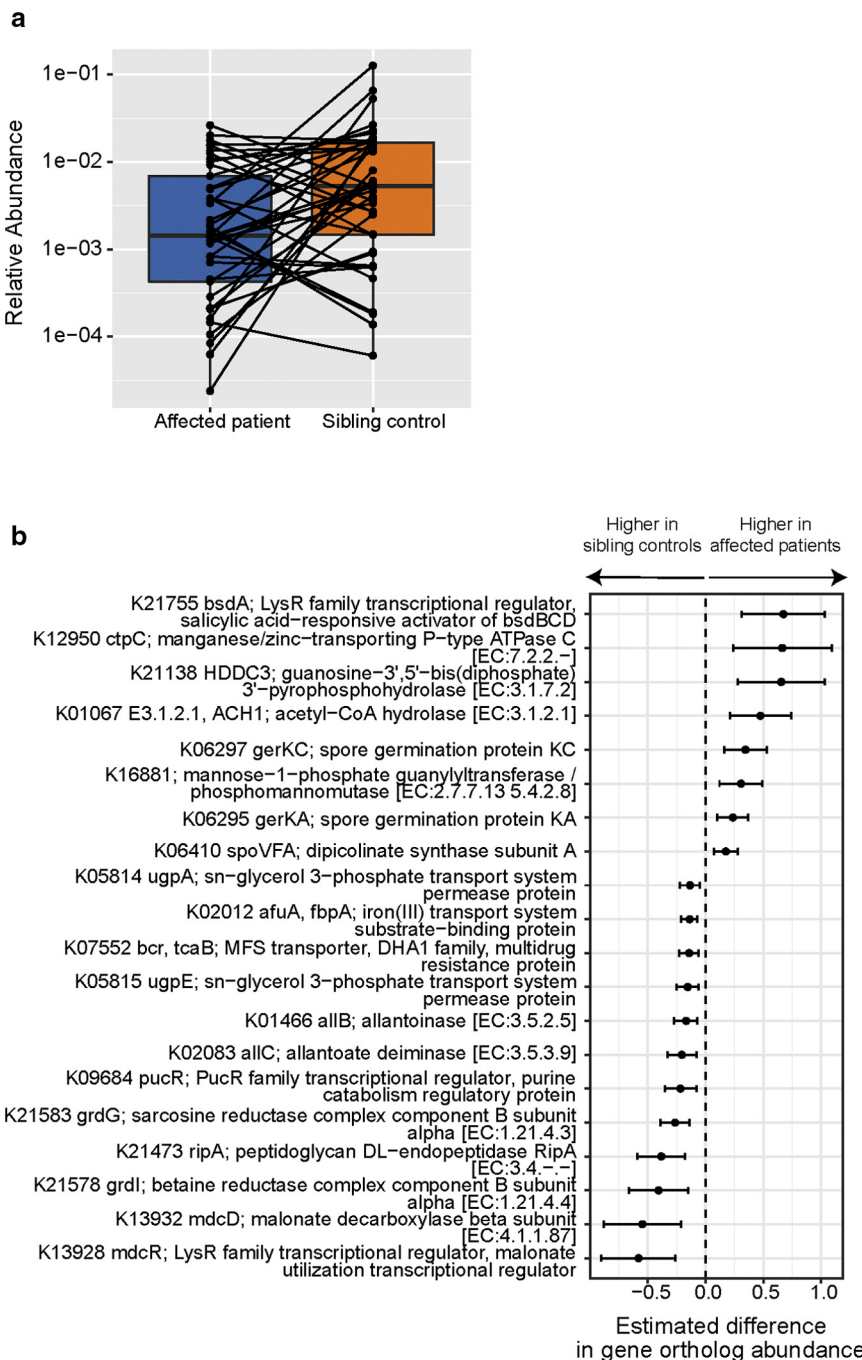 a
1e−01
1e−02
1e−03
1e−04
Relative Abundance
Affected patient
Sibling control
b
Higher in
sibling controls
Higher in
affected patients
K21755 bsdA; LysR family transcriptional regulator,
salicylic acid−responsive activator of bsdBCD
K12950 ctpC; manganese/zinc−transporting P−type ATPase C
[EC:7.2.2.−]
K21138 HDDC3; guanosine−3',5'−bis(diphosphate)
3'−pyrophosphohydrolase [EC:3.1.7.2]
K01067 E3.1.2.1, ACH1; acetyl−CoA hydrolase [EC:3.1.2.1]
K06297 gerKC; spore germination protein KC
K16881; mannose−1−phosphate guanylyltransferase /
phosphomannomutase [EC:2.7.7.13 5.4.2.8]
K06295 gerKA; spore germination protein KA
K06410 spoVFA; dipicolinate synthase subunit A
K05814 ugpA; sn−glycerol 3−phosphate transport system
permease protein
K02012 afuA, fbpA; iron(III) transport system
substrate−binding protein
K07552 bcr, tcaB; MFS transporter, DHA1 family, multidrug
resistance protein
K05815 ugpE; sn−glycerol 3−phosphate transport system
permease protein
K01466 allB; allantoinase [EC:3.5.2.5]
K02083 allC; allantoate deiminase [EC:3.5.3.9]
K09684 pucR; PucR family transcriptional regulator, purine
catabolism regulatory protein
K21583 grdG; sarcosine reductase complex component B subunit
alpha [EC:1.21.4.3]
K21473 ripA; peptidoglycan DL−endopeptidase RipA
[EC:3.4.−.−]
K21578 grdI; betaine reductase complex component B subunit
alpha [EC:1.21.4.4]
K13932 mdcD; malonate decarboxylase beta subunit
[EC:4.1.1.87]
K13928 mdcR; LysR family transcriptional regulator, malonate
utilization transcriptional regulator
−0.5 0.0 0.5 1.0
Estimated difference
in gene ortholog abundance